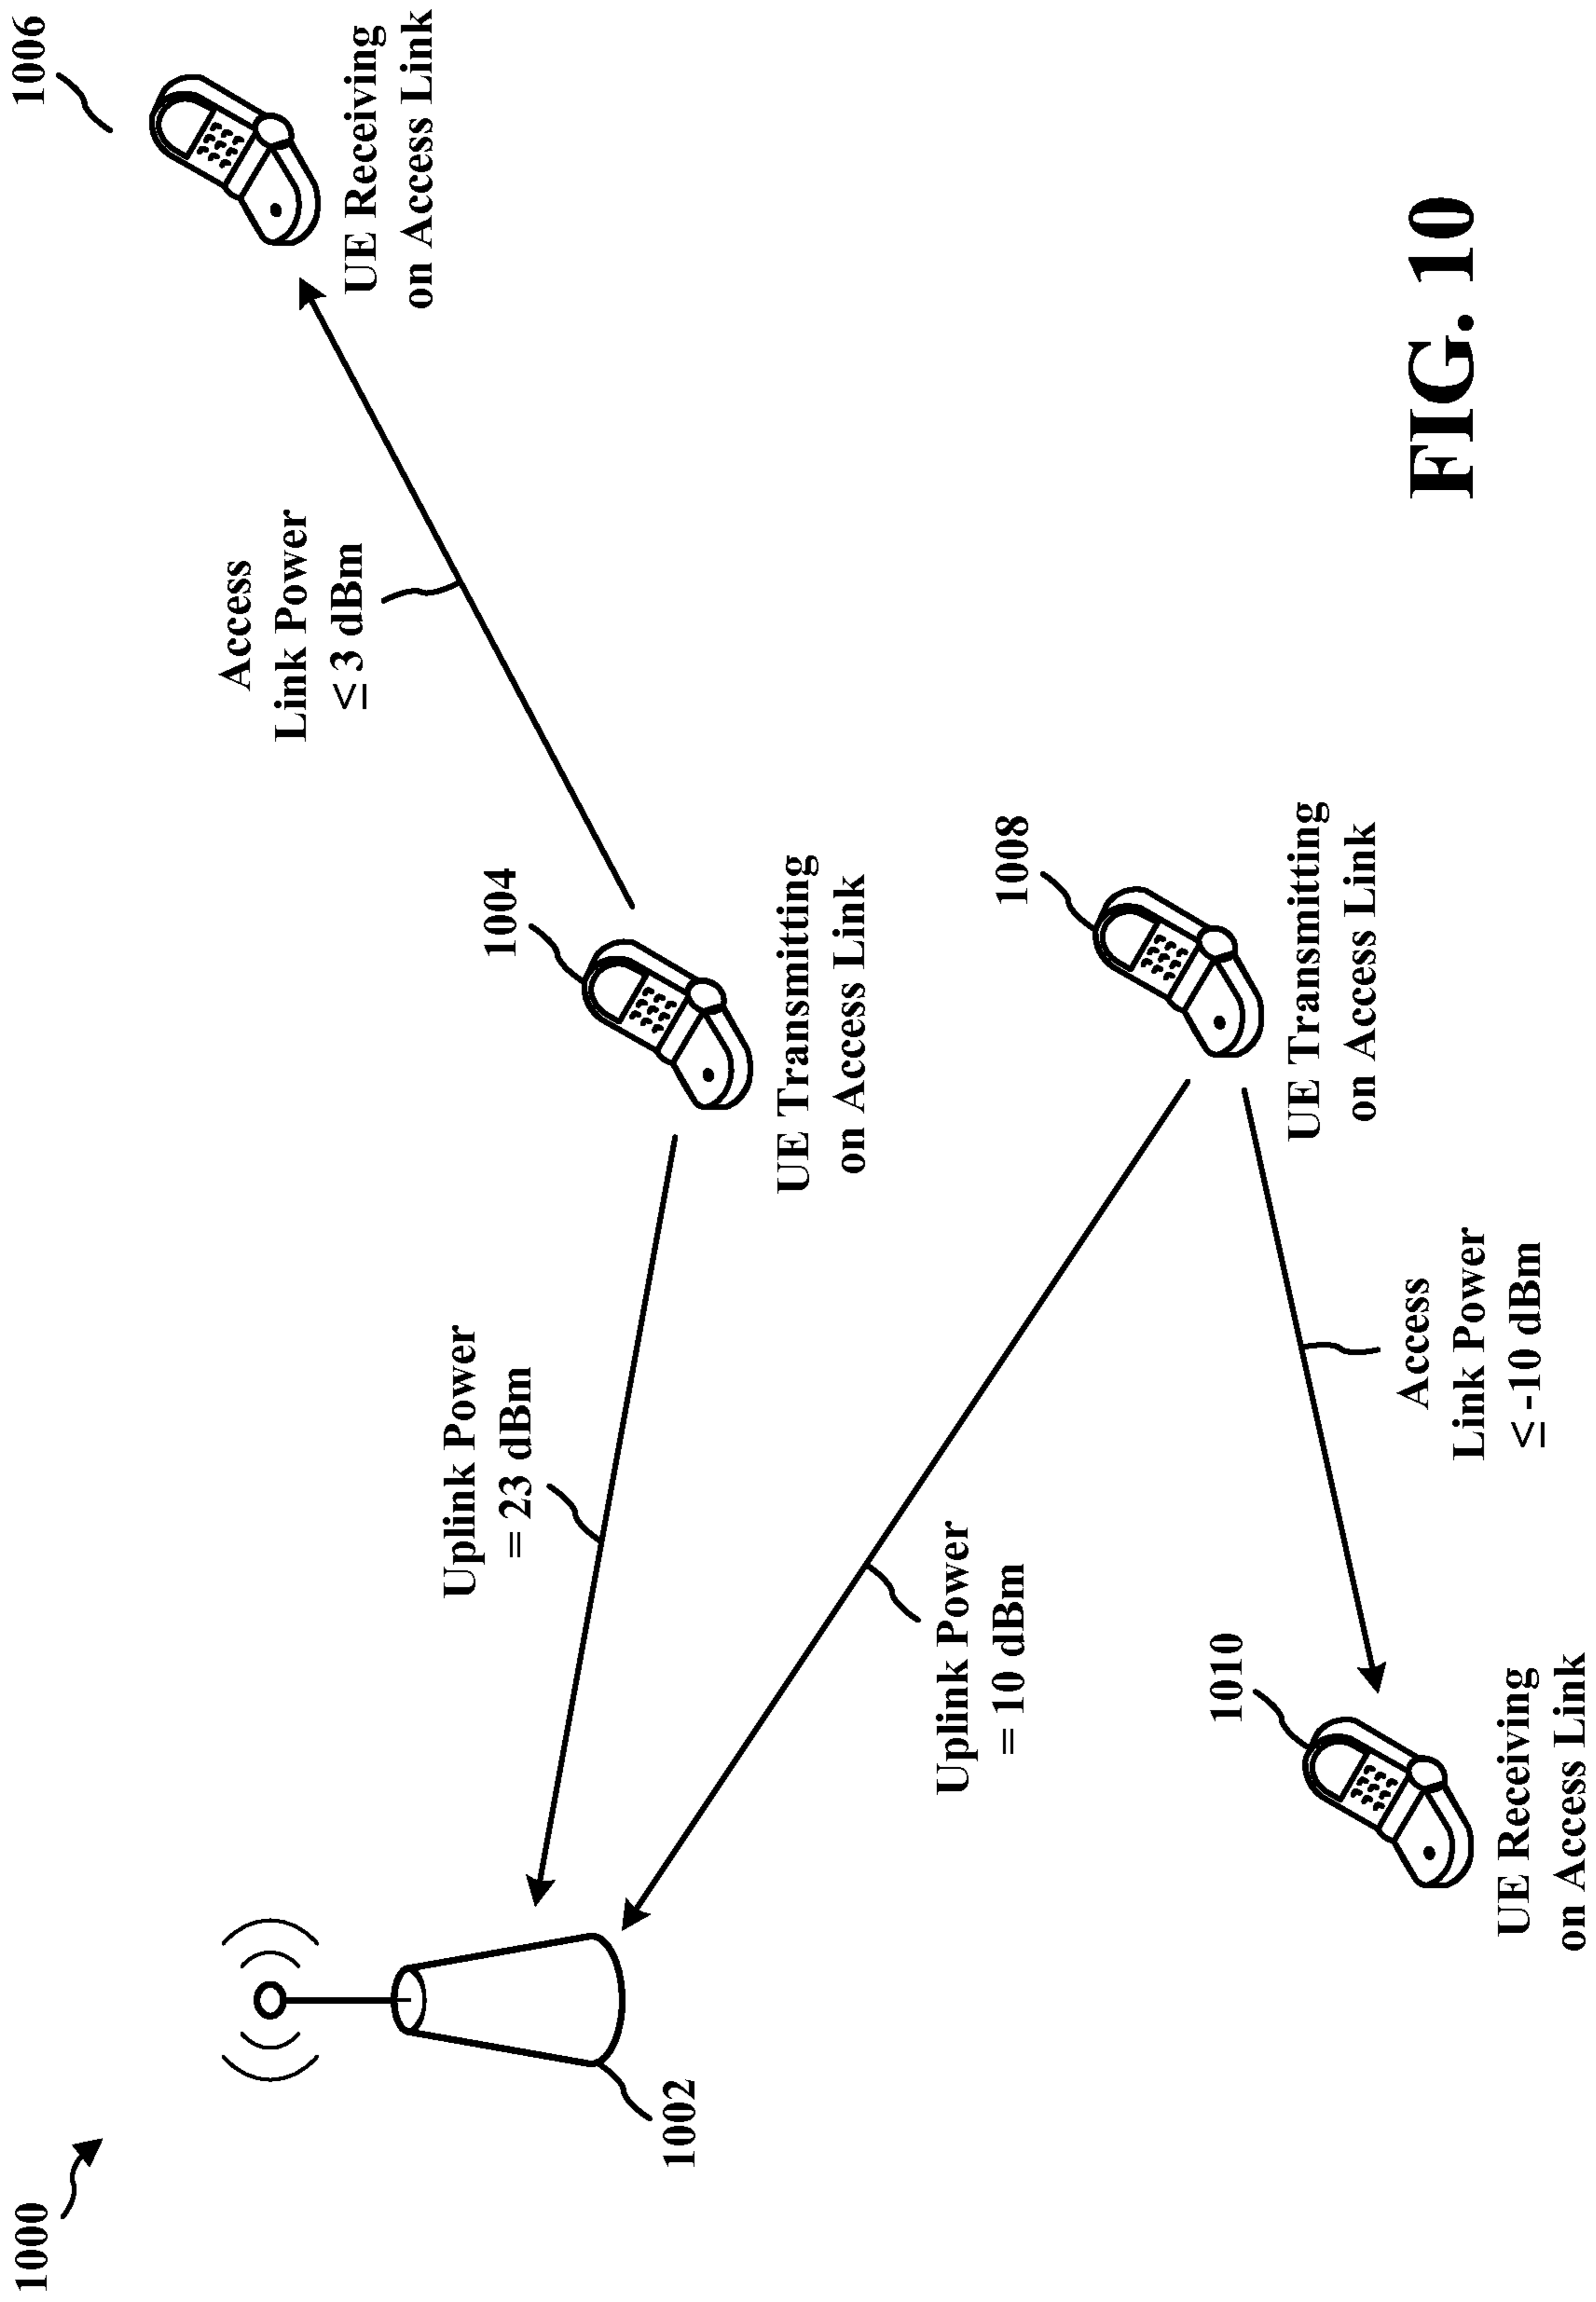 1000
1002
Uplink Power
= 23 dBm
1004
UE Transmitting
on Access Link
Access
Link Power
≤ 3 dBm
1006
UE Receiving
on Access Link
Uplink Power
= 10 dBm
1008
UE Transmitting
on Access Link
1010
UE Receiving
on Access Link
Access
Link Power
≤ -10 dBm
FIG. 10